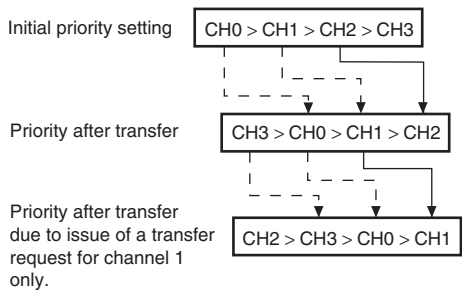 Initial priority setting
CH0 > CH1 > CH2 > CH3
Priority after transfer
CH3 > CH0 > CH1 > CH2
Priority after transfer
due to issue of a transfer
request for channel 1
only.
CH2 > CH3 > CH0 > CH1